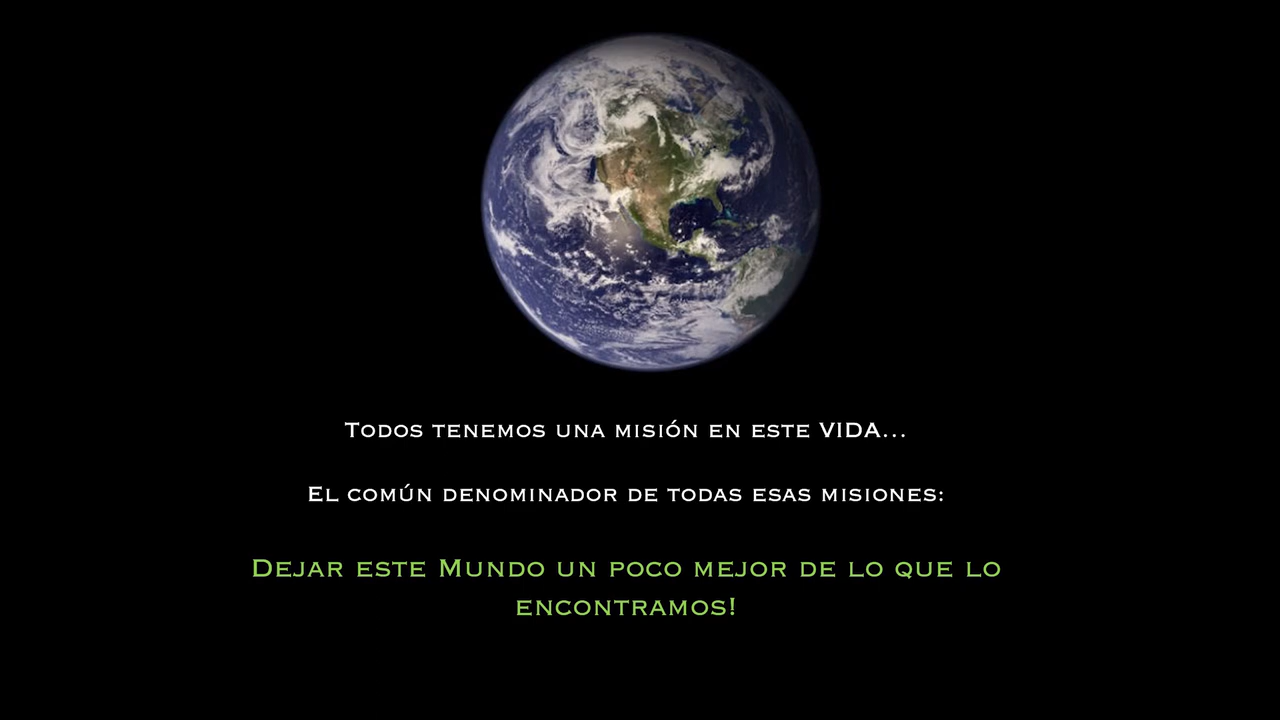 Todos tenemos una misión en este VIDA...
El común denominador de todas esas misiones:
Dejar este Mundo un poco mejor de lo que lo
encontramos!